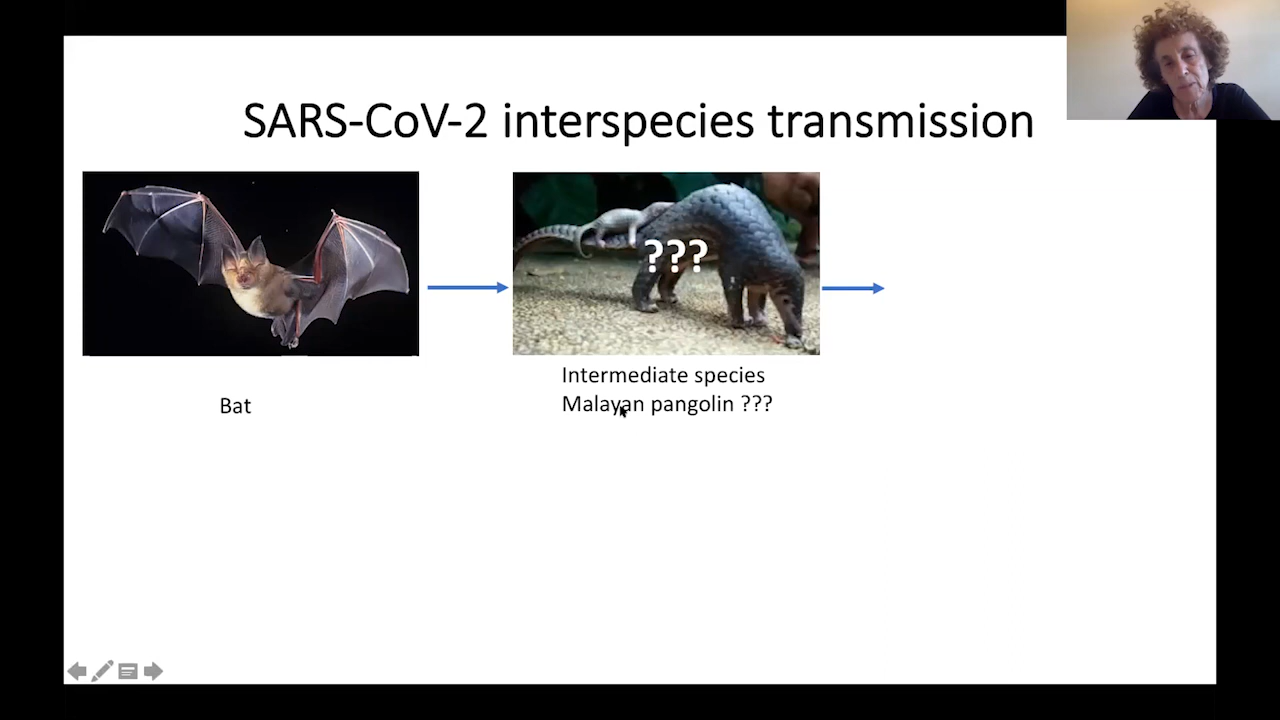 SARS-CoV-2 interspecies transmission
???
Bat
Intermediate species
Malayan pangolin ???